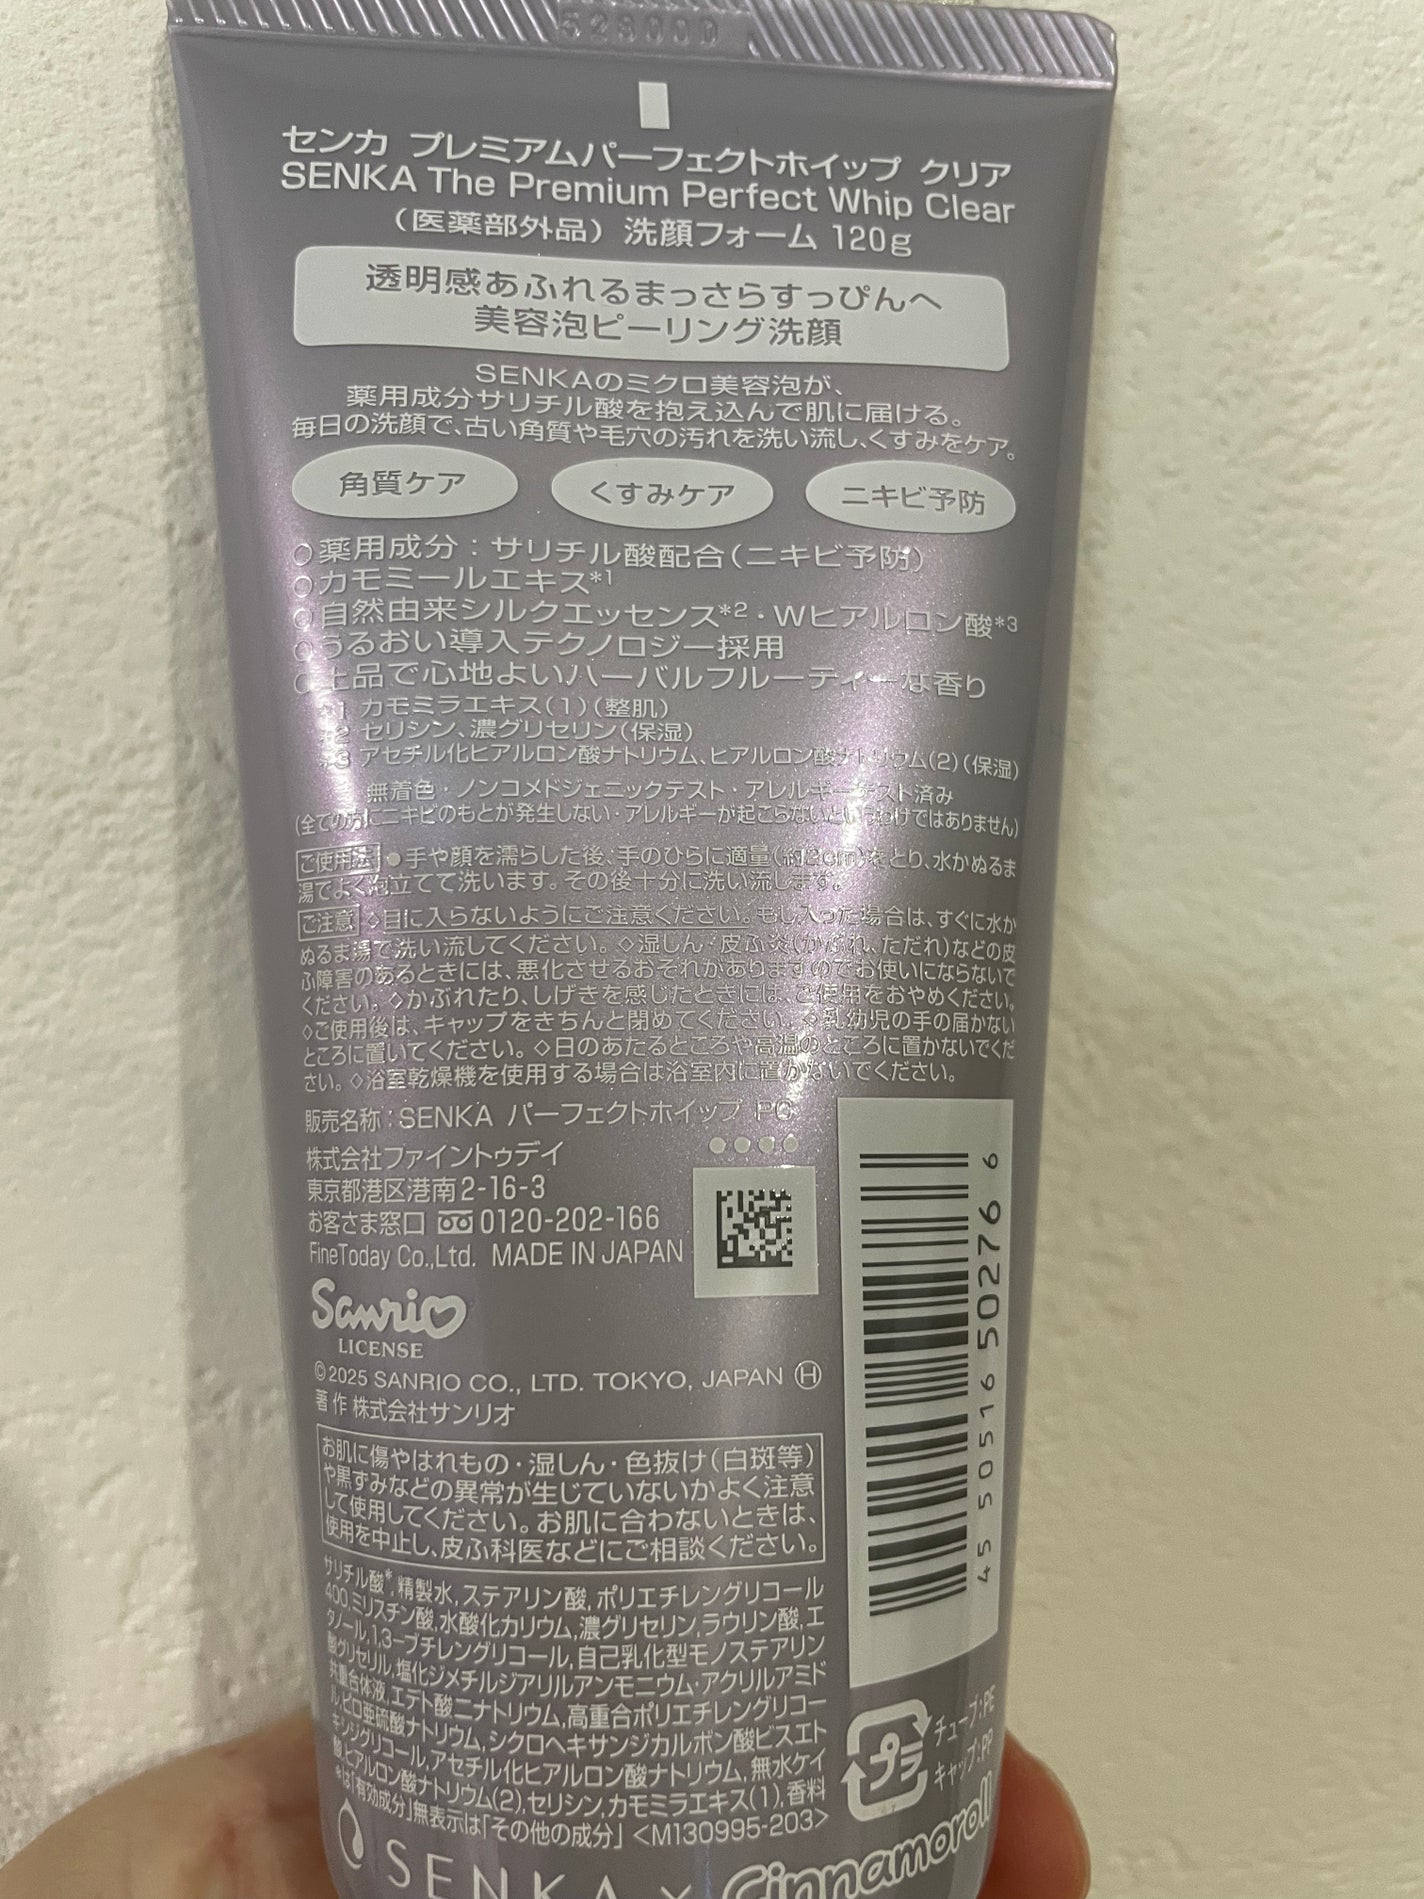 528080
センカ プレミアムパーフェクトホイップ クリア
SENKA The Premium Perfect Whip Clear
(医薬部外品) 洗顔フォーム 120g
透明感あふれるまっさらすっぴんへ
美容泡ピーリング洗顔
SENKAのミクロ美容泡が、
薬用成分サリチル酸を抱え込んで肌に届ける。
毎日の洗顔で、古い角質や毛穴の汚れを洗い流し、くすみをケア。
角質ケア くすみケア ニキビ予防
○薬用成分：サリチル酸配合(ニキビ予防)
○カモミールエキス*1
○自然由来シルクエッセンス*2・Wヒアルロン酸*3
○うるおい導入テクノロジー採用
○上品で心地よいハーバルフルーティーな香り
*1 カモミラエキス(1)(整肌)
*2 セリシン、濃グリセリン(保湿)
*3 アセチル化ヒアルロン酸ナトリウム、ヒアルロン酸ナトリウム(2)(保湿)
無着色・ノンコメドジェニックテスト・アレルギーテスト済み
(全ての方にニキビのもとが発生しない・アレルギーが起こらないというわけではありません)
ご使用法 ●手や顔を濡らした後、手のひらに適量(約2cm)をとり、水かぬるま
湯でよく泡立てて洗います。その後十分に洗い流します。
ご注意 ◇目に入らないようにご注意ください。もし入った場合は、すぐに水か
ぬるま湯で洗い流してください。◇湿しん・皮ふ炎(かぶれ、ただれ)などの皮
ふ障害のあるときには、悪化させるおそれがありますのでお使いにならないで
ください。◇かぶれたり、しげきを感じたときには、ご使用をおやめください。
◇ご使用後は、キャップをきちんと閉めてください。◇乳幼児の手の届かない
ところに置いてください。◇日のあたるところや高温のところに置かないでくだ
さい。◇浴室乾燥機を使用する場合は浴室内に置かないでください。
販売名称：SENKA パーフェクトホイップ PC
株式会社ファイントゥデイ
東京都港区港南2-16-3
お客さま窓口 0120-202-166
FineToday Co.,Ltd. MADE IN JAPAN
Sanrio
LICENSE
©2025 SANRIO CO., LTD. TOKYO, JAPAN Ⓗ
著作 株式会社サンリオ
お肌に傷やはれもの・湿しん・色抜け(白斑等)
や黒ずみなどの異常が生じていないかよく注意
して使用してください。お肌に合わないときは、
使用を中止し、皮ふ科医などにご相談ください。
サリチル酸*,精製水,ステアリン酸,ポリエチレングリコール
400,ミリスチン酸,水酸化カリウム,濃グリセリン,ラウリン酸,エ
タノール,1,3-ブチレングリコール,自己乳化型モノステアリン
酸グリセリル,塩化ジメチルジアリルアンモニウム・アクリルアミド
共重合体液,エデト酸二ナトリウム,高重合ポリエチレングリコー
ル,ピロ亜硫酸ナトリウム,シクロヘキサンジカルボン酸ビスエト
キシジグリコール,アセチル化ヒアルロン酸ナトリウム,無水ケイ
酸,ヒアルロン酸ナトリウム(2),セリシン,カモミラエキス(1),香料
*は「有効成分」無表示は「その他の成分」<M130995-203>
4 550516 502766
プラ
チューブ:PE
キャップ:PP
SENKA × Cinnamoroll